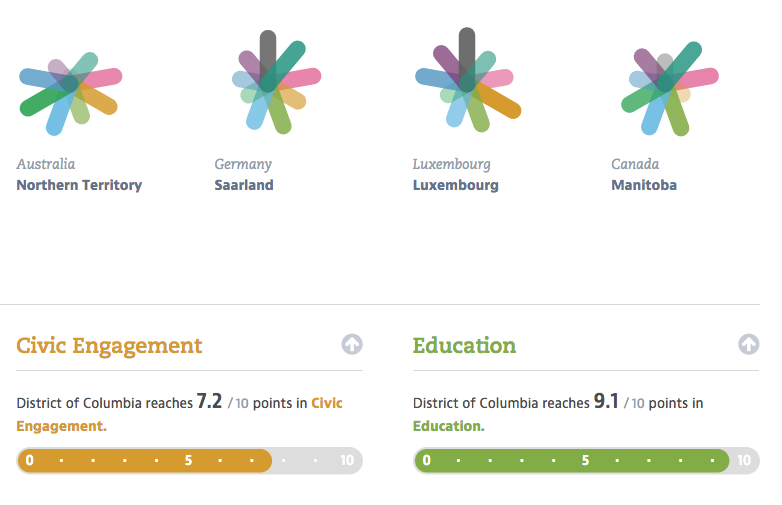 Australia
Northern Territory
Germany
Saarland
Luxembourg
Luxembourg
Canada
Manitoba
Civic Engagement
District of Columbia reaches 7.2 / 10 points in Civic
Engagement.
0 5 10
Education
District of Columbia reaches 9.1 / 10 points in
Education.
0 5 10